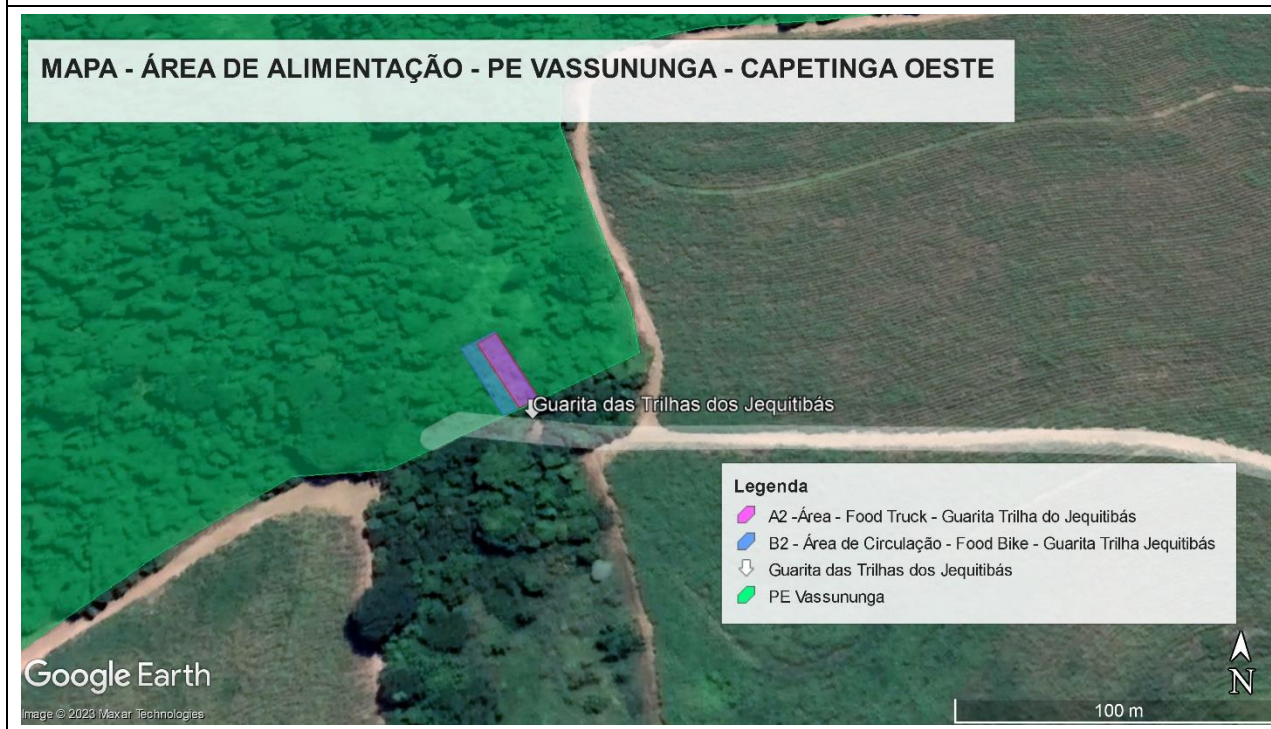 MAPA - ÁREA DE ALIMENTAÇÃO - PE VASSUNUNGA - CAPETINGA OESTE
Guarita das Trilhas dos Jequitibás
Legenda
A2 -Área - Food Truck - Guarita Trilha do Jequitibás
B2 - Área de Circulação - Food Bike - Guarita Trilha Jequitibás
Guarita das Trilhas dos Jequitibás
PE Vassununga
Google Earth
Image © 2023 Maxar Technologies
N
100 m